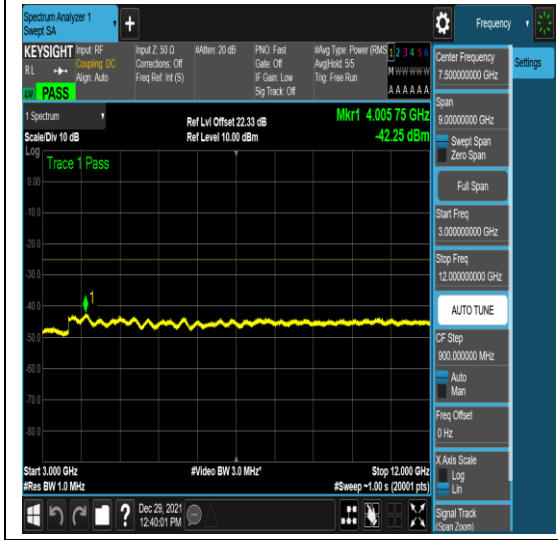 Spectrum Analyzer 1
Swept SA
+
Frequency
KEYSIGHT
Input: RF
Coupling: DC
Align: Auto
Input Z: 50 Ω
Corrections: Off
Freq Ref: Int (S)
#Atten: 20 dB
PNO: Fast
Gate: Off
IF Gain: Low
Sig Track: Off
#Avg Type: Power (RMS
Avg|Hold: 5/5
Trig: Free Run
1 2 3 4 5 6
M W W W W W
A A A A A A
RL
PASS
1 Spectrum
Scale/Div 10 dB
Ref Lvl Offset 22.33 dB
Ref Level 10.00 dBm
Mkr1 4.005 75 GHz
-42.25 dBm
Log
Trace 1 Pass
0.00
-10.0
-20.0
-30.0
-40.0
-50.0
-60.0
-70.0
-80.0
1
Start 3.000 GHz
#Res BW 1.0 MHz
#Video BW 3.0 MHz*
Stop 12.000 GHz
#Sweep ~1.00 s (20001 pts)
?
Dec 29, 2021
12:40:01 PM
Center Frequency
7.500000000 GHz
Settings
Span
9.00000000 GHz
Swept Span
Zero Span
Full Span
Start Freq
3.000000000 GHz
Stop Freq
12.000000000 GHz
AUTO TUNE
CF Step
900.000000 MHz
Auto
Man
Freq Offset
0 Hz
X Axis Scale
Log
Lin
Signal Track
(Span Zoom)